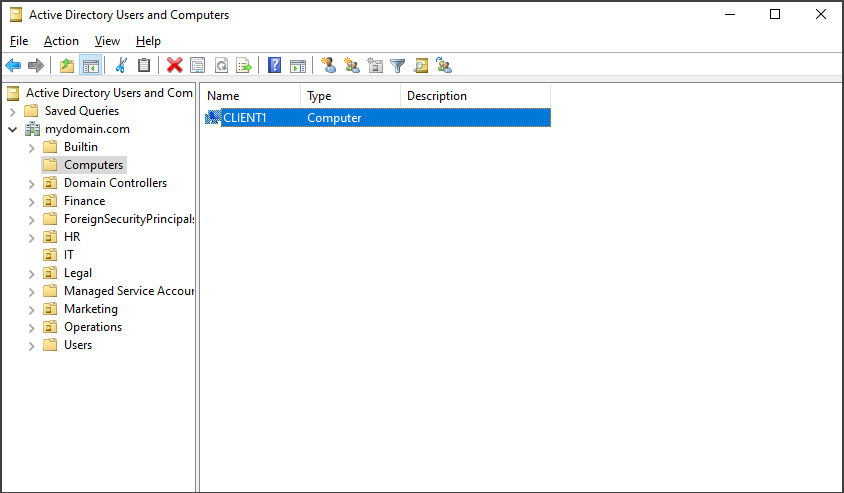 Active Directory Users and Computers
File Action View Help
Active Directory Users and Com
Saved Queries
mydomain.com
Builtin
Computers
Domain Controllers
Finance
ForeignSecurityPrincipals
HR
IT
Legal
Managed Service Accour
Marketing
Operations
Users
Name Type Description
CLIENT1 Computer